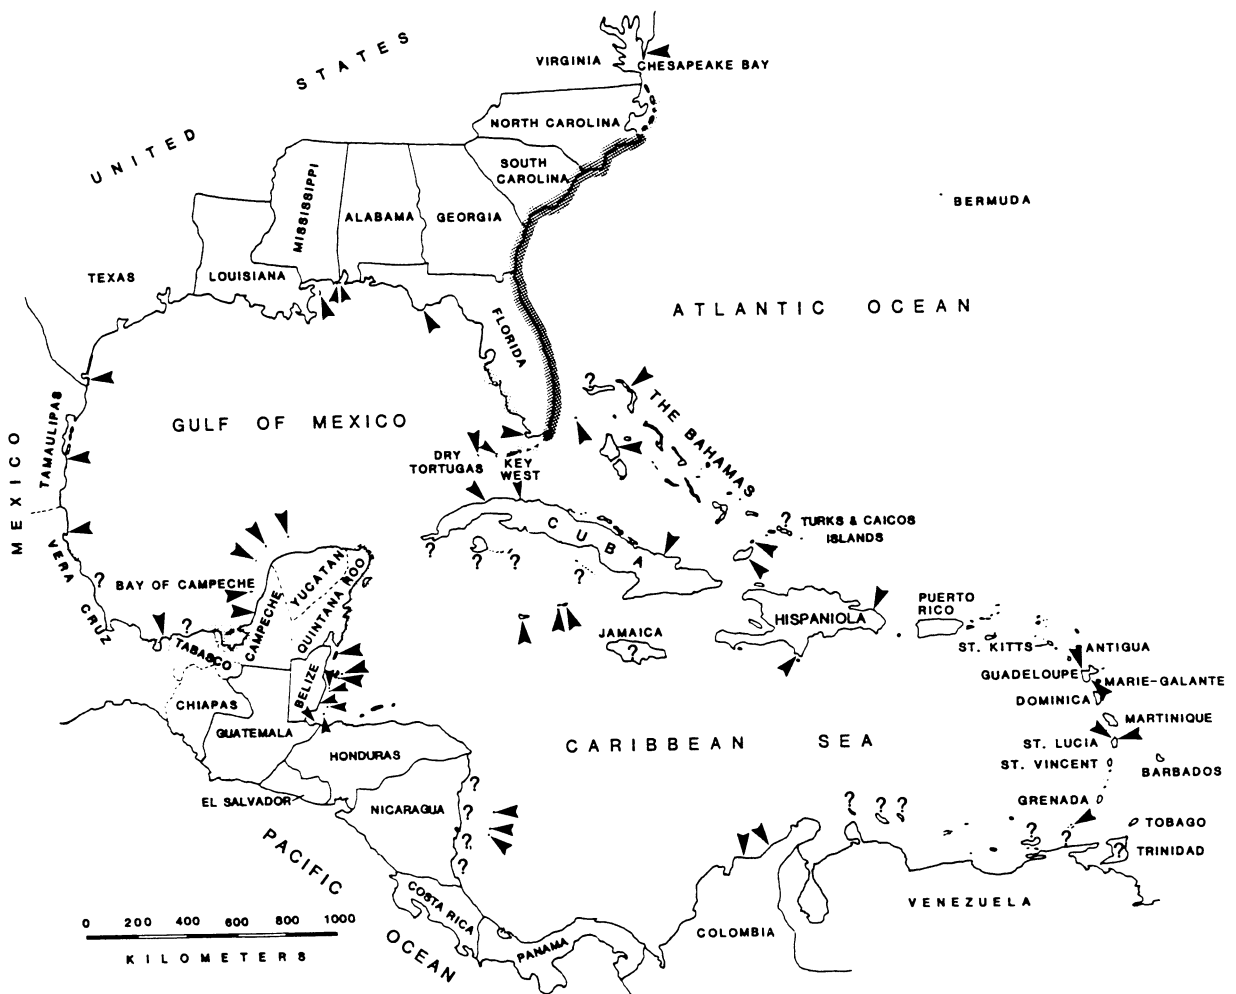 UNITED STATES
VIRGINIA
CHESAPEAKE BAY
NORTH CAROLINA
SOUTH
CAROLINA
MISSISSIPPI
ALABAMA
GEORGIA
BERMUDA
TEXAS
LOUISIANA
FLORIDA
ATLANTIC OCEAN
MEXICO
TAMAULIPAS
GULF OF MEXICO
?
THE BAHAMAS
DRY
TORTUGAS
KEY
WEST
VERA
CRUZ
CUBA
?
TURKS & CAICOS
ISLANDS
?
?
?
?
?
BAY OF CAMPECHE
YUCATAN
QUINTANA ROO
CAMPECHE
?
TABASCO
JAMAICA
?
HISPANIOLA
PUERTO
RICO
ST. KITTS
ANTIGUA
GUADELOUPE
MARIE-GALANTE
DOMINICA
MARTINIQUE
BELIZE
CHIAPAS
GUATEMALA
HONDURAS
CARIBBEAN SEA
ST. LUCIA
ST. VINCENT
BARBADOS
EL SALVADOR
NICARAGUA
?
?
?
?
GRENADA
?
?
?
?
?
TOBAGO
?
TRINIDAD
PACIFIC
OCEAN
COSTA RICA
PANAMA
COLOMBIA
VENEZUELA
0 200 400 600 800 1000
KILOMETERS